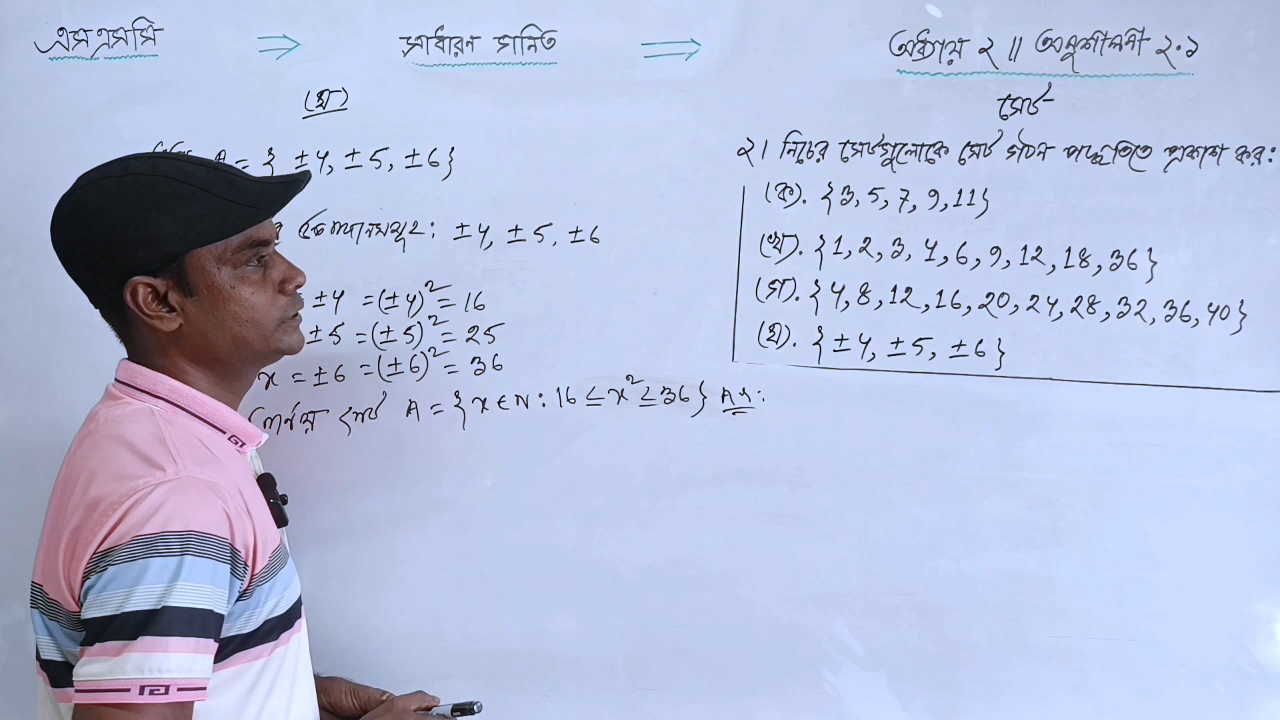 এসএসসি ⇒ সাধারণ গনিত ⇒ অধ্যায় ২ || অনুশীলনী ২.১
সেট
(ঘ)
A = { ±4, ±5, ±6}
উপাদানসমূহ: ±4, ±5, ±6
±4 = (±4)² = 16
±5 = (±5)² = 25
x = ±6 = (±6)² = 36
নির্ণেয় সেট A = {x ∈ N : 16 ≤ x² ≥ 36} Ans:
২। নিচের সেটগুলোকে সেট গঠন পদ্ধতিতে প্রকাশ কর:
(ক). {3, 5, 7, 9, 11}
(খ). {1, 2, 3, 4, 6, 9, 12, 18, 36}
(গ). {4, 8, 12, 16, 20, 24, 28, 32, 36, 40}
(ঘ). {±4, ±5, ±6}